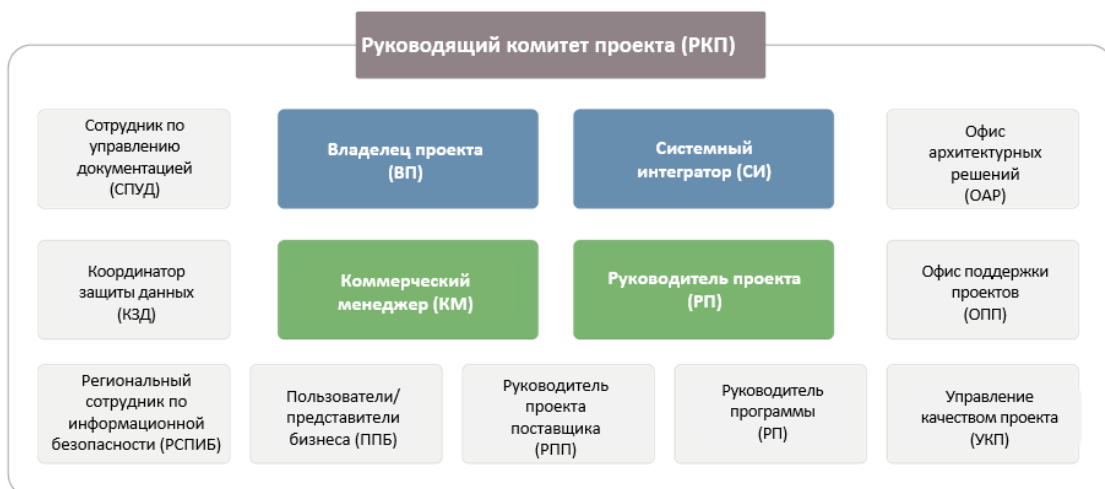 Руководящий комитет проекта (РКП)
Сотрудник по
управлению
документацией
(СПУД)
Владелец проекта
(ВП)
Системный
интегратор (СИ)
Офис
архитектурных
решений
(ОАР)
Координатор
защиты данных
(КЗД)
Коммерческий
менеджер (КМ)
Руководитель проекта
(РП)
Офис поддержки
проектов
(ОПП)
Региональный
сотрудник по
информационной
безопасности (РСПИБ)
Пользователи/
представители
бизнеса (ППБ)
Руководитель
проекта
поставщика
(РПП)
Руководитель
программы
(РП)
Управление
качеством проекта
(УКП)